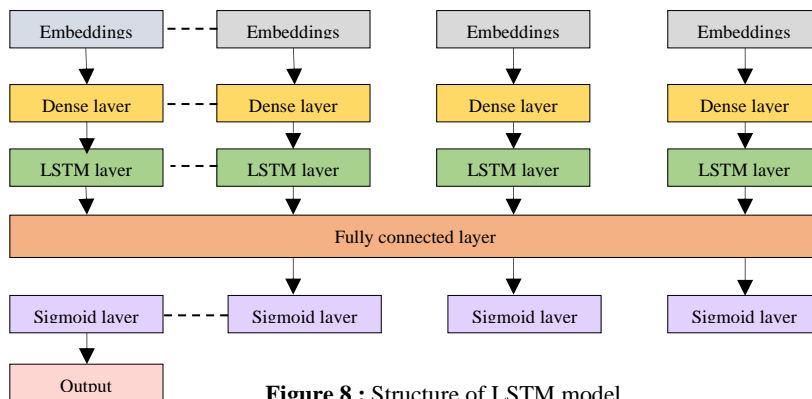 Embeddings Embeddings Embeddings Embeddings
Dense layer Dense layer Dense layer Dense layer
LSTM layer LSTM layer LSTM layer LSTM layer
Fully connected layer
Sigmoid layer Sigmoid layer Sigmoid layer Sigmoid layer
Output
Figure 8 : Structure of LSTM model